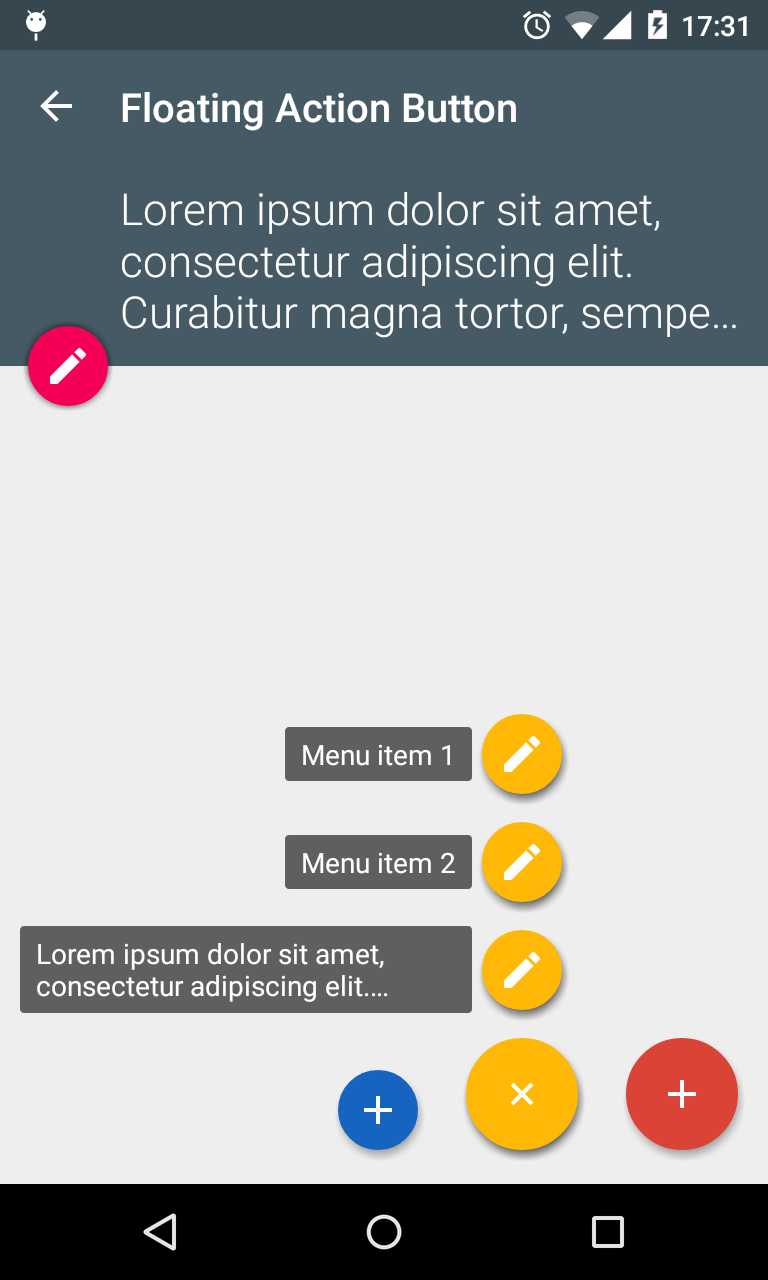 17:31
Floating Action Button
Lorem ipsum dolor sit amet,
consectetur adipiscing elit.
Curabitur magna tortor, sempe...
Menu item 1
Menu item 2
Lorem ipsum dolor sit amet,
consectetur adipiscing elit....